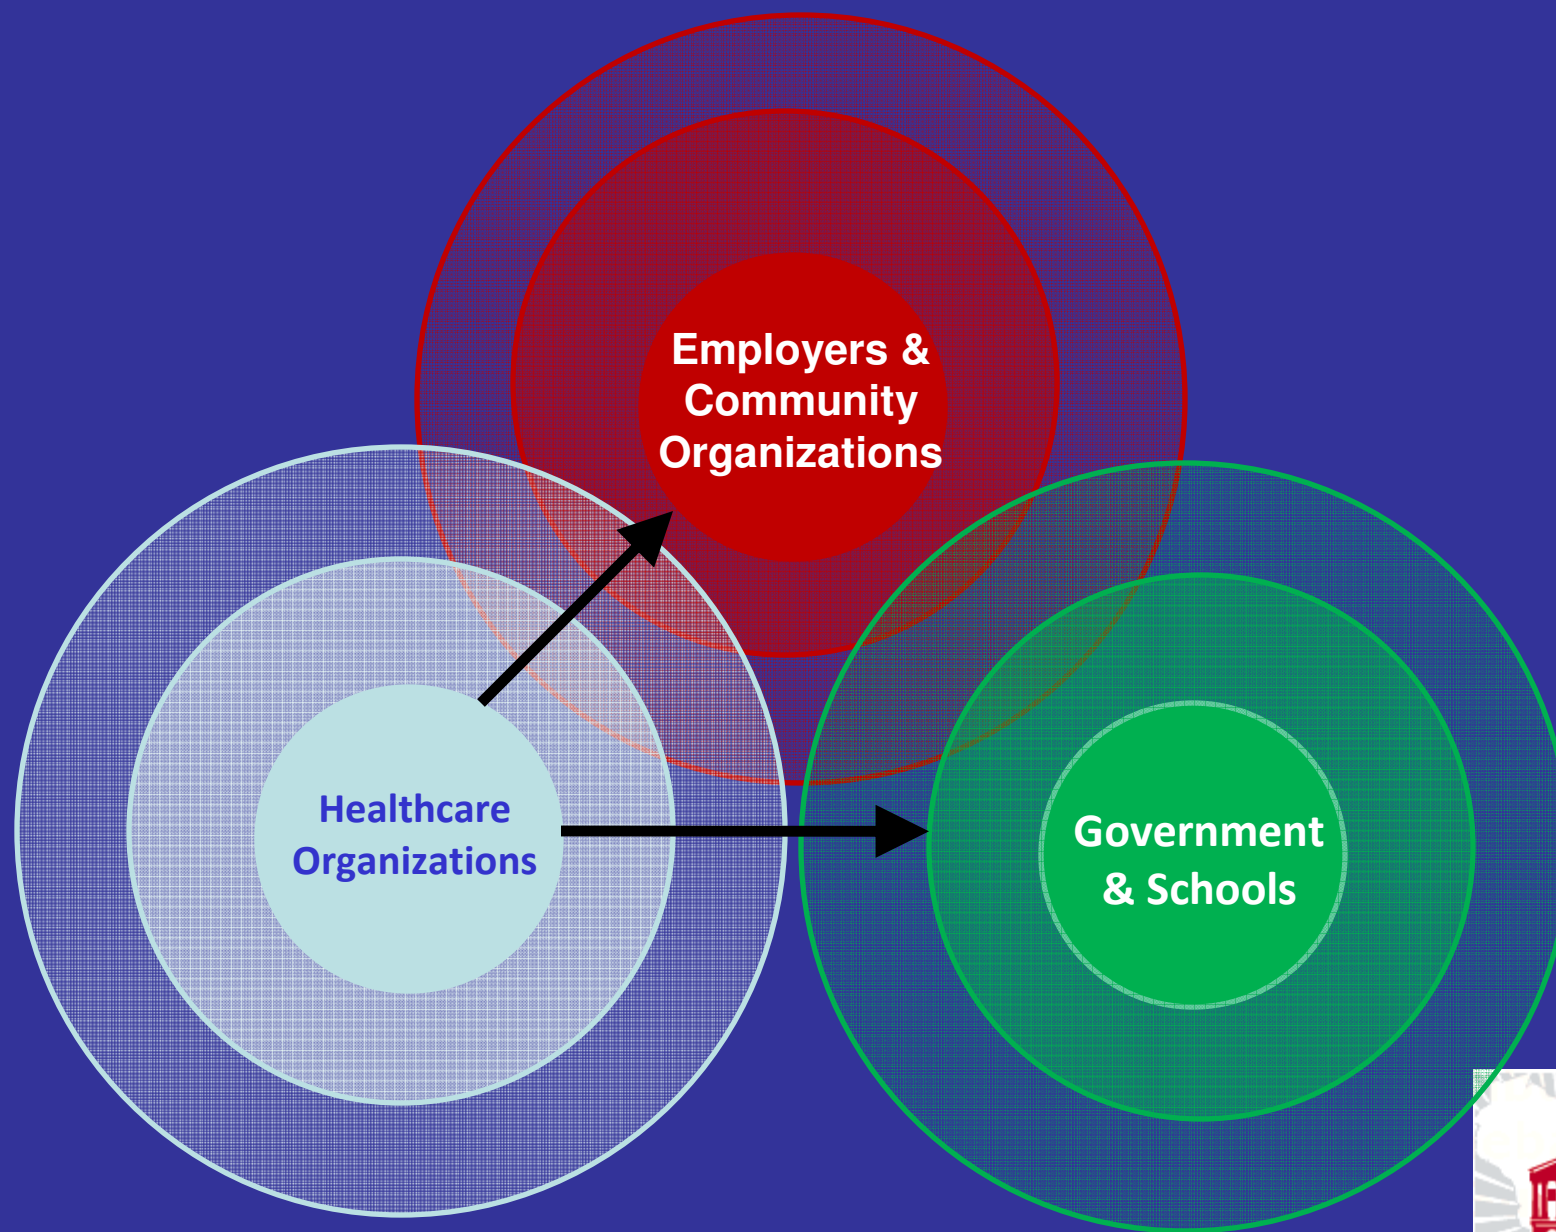 Employers &
Community
Organizations
Healthcare
Organizations
Government
& Schools